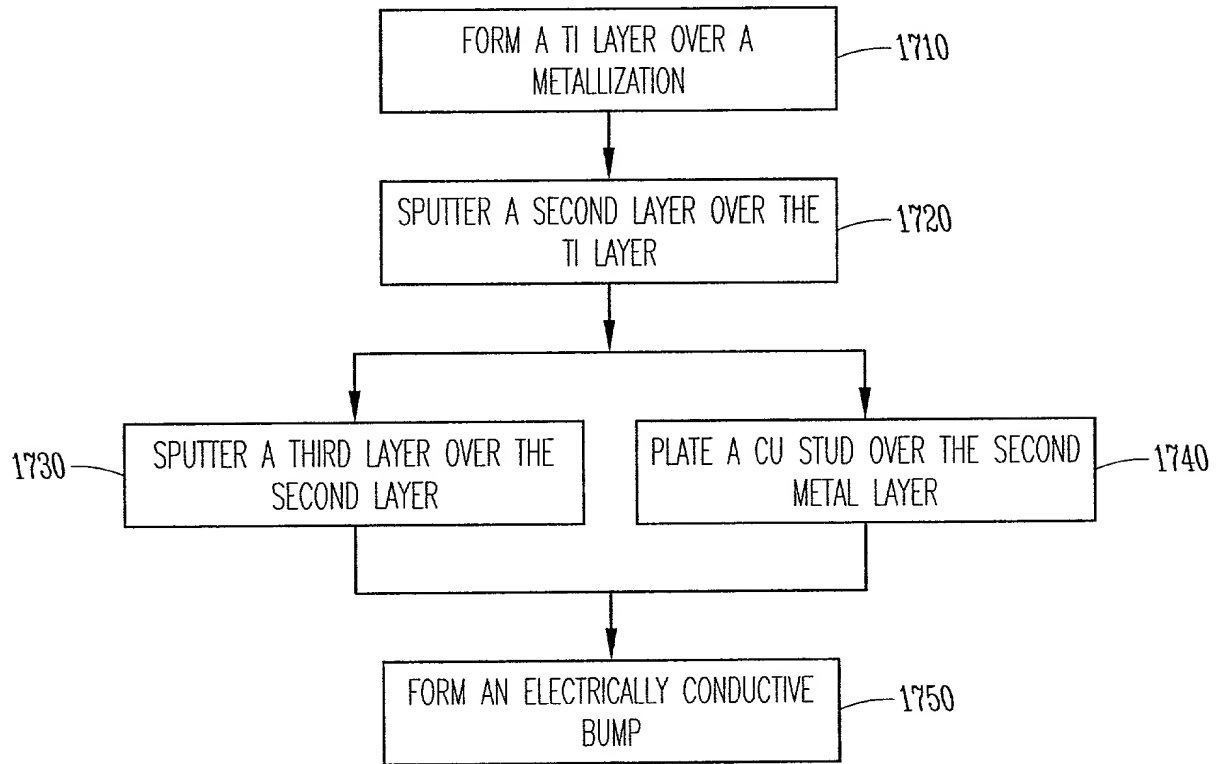 FORM A TI LAYER OVER A
METALLIZATION
1710
SPUTTER A SECOND LAYER OVER THE
TI LAYER
1720
1730
SPUTTER A THIRD LAYER OVER THE
SECOND LAYER
PLATE A CU STUD OVER THE SECOND
METAL LAYER
1740
FORM AN ELECTRICALLY CONDUCTIVE
BUMP
1750